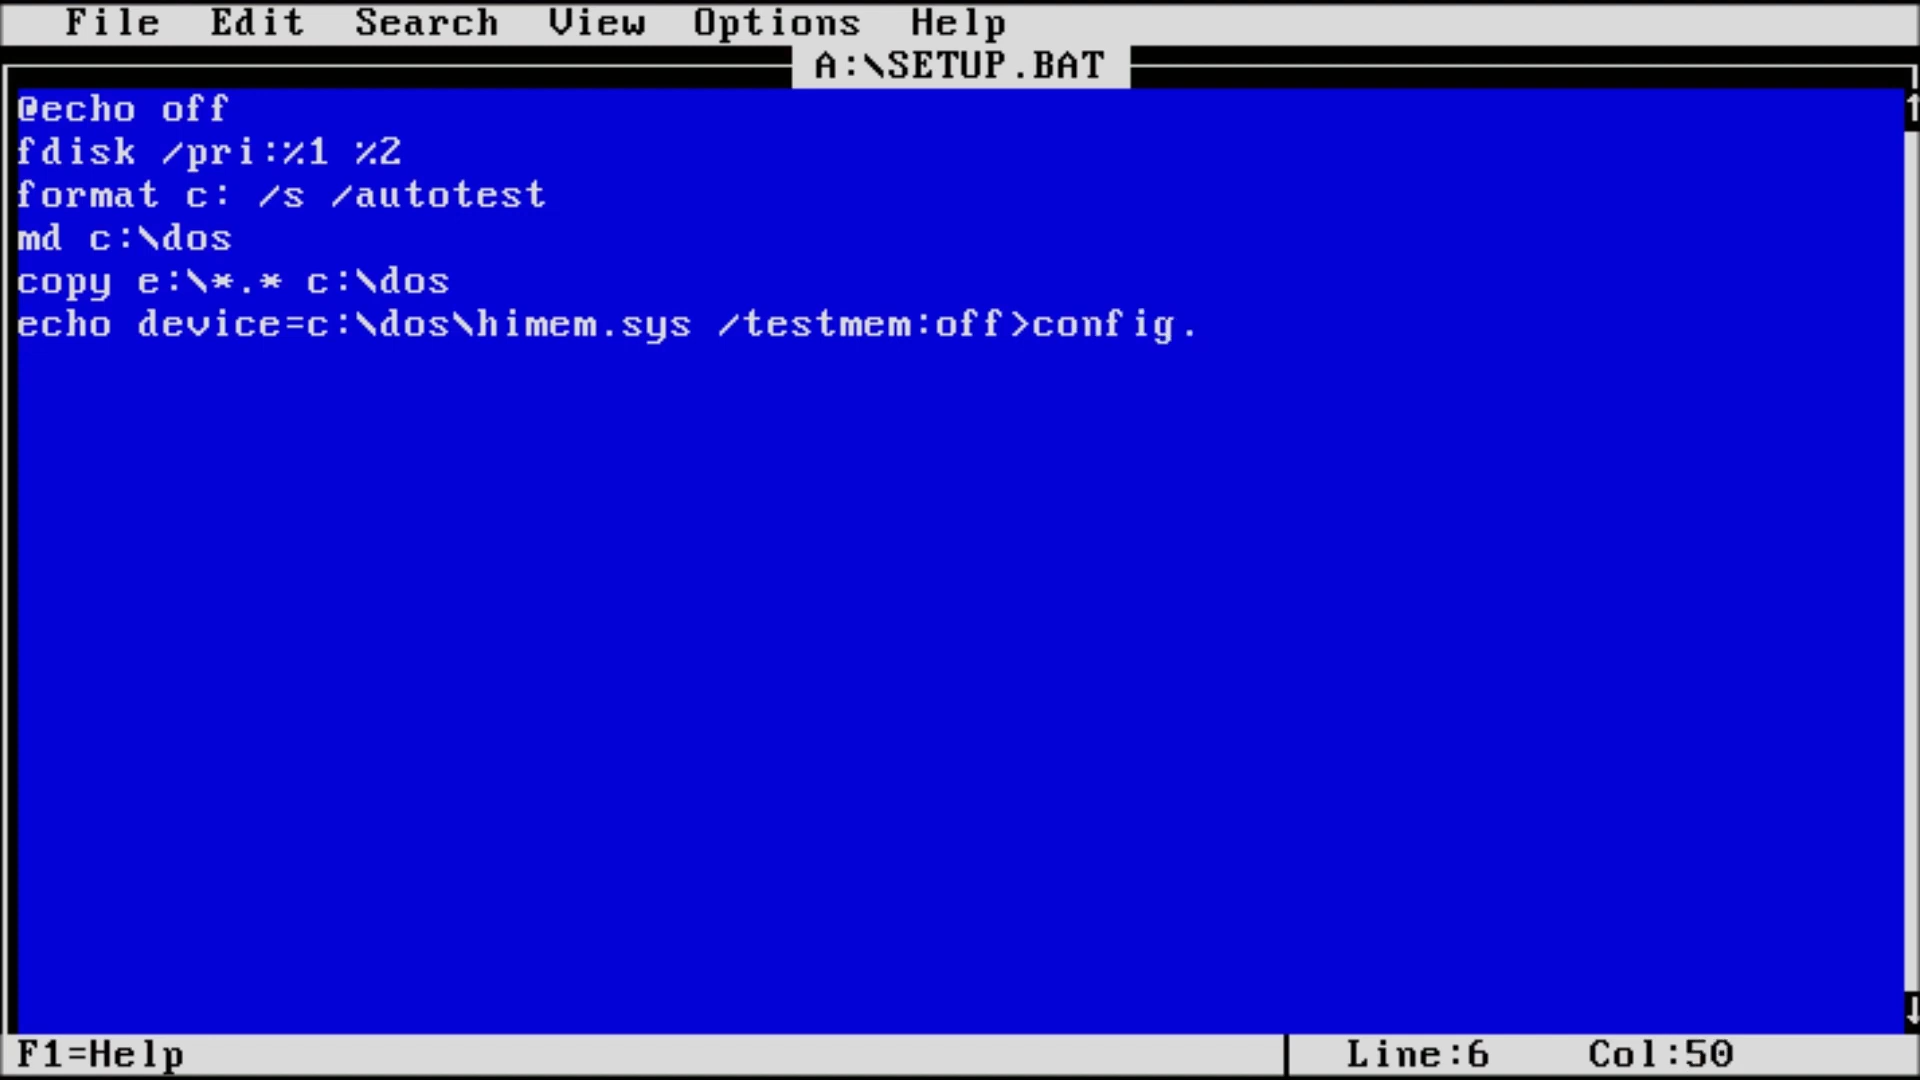 File Edit Search View Options Help
A:\SETUP.BAT
@echo off
fdisk /pri:%1 %2
format c: /s /autotest
md c:\dos
copy e:\*.* c:\dos
echo device=c:\dos\himem.sys /testmem:off>config.
F1=Help Line:6 Col:50